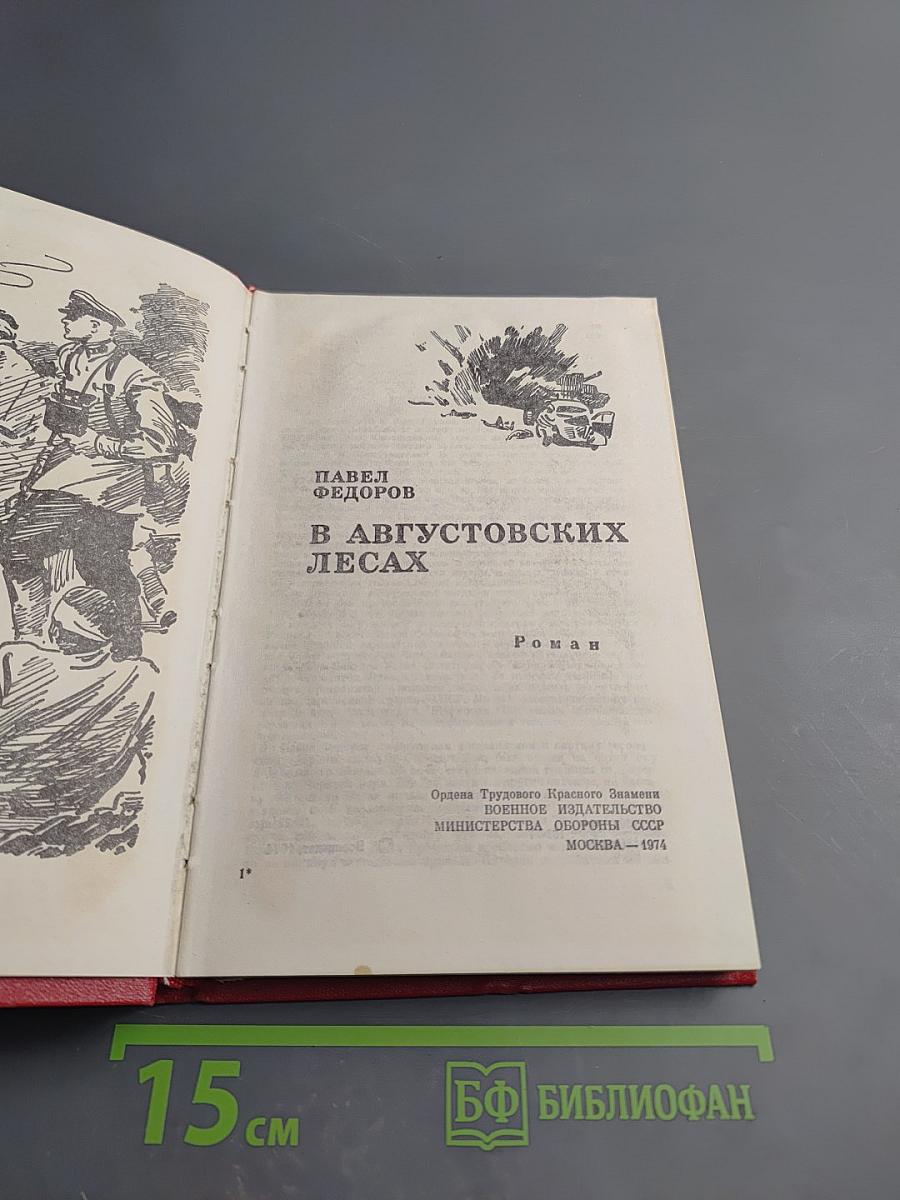 ПАВЕЛ
ФЕДОРОВ
В АВГУСТОВСКИХ
ЛЕСАХ
Роман
Ордена Трудового Красного Знамени
ВОЕННОЕ ИЗДАТЕЛЬСТВО
МИНИСТЕРСТВА ОБОРОНЫ СССР
МОСКВА — 1974
1*
15 см
БФ БИБЛИОФАН